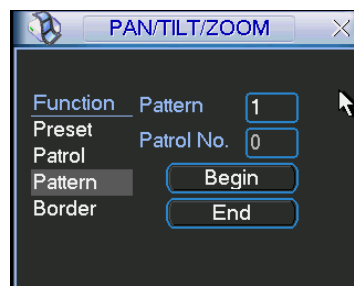 PAN/TILT/ZOOM
Function
Preset
Patrol
Pattern
Border
Pattern 1
Patrol No. 0
Begin
End